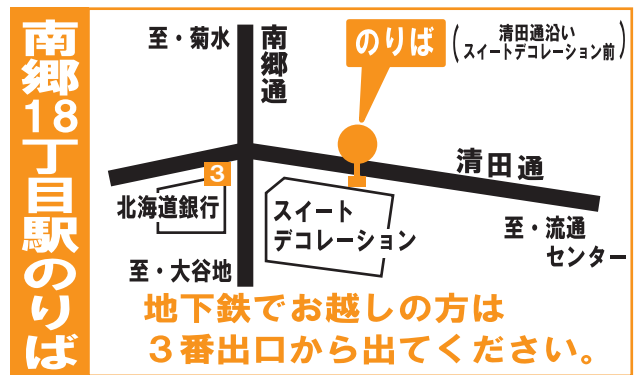 南郷18丁目駅のりば
至・菊水
南郷通
のりば
(清田通沿い
スイートデコレーション前)
3
清田通
北海道銀行
スイート
デコレーション
至・流通
センター
至・大谷地
地下鉄でお越しの方は
3番出口から出てください。